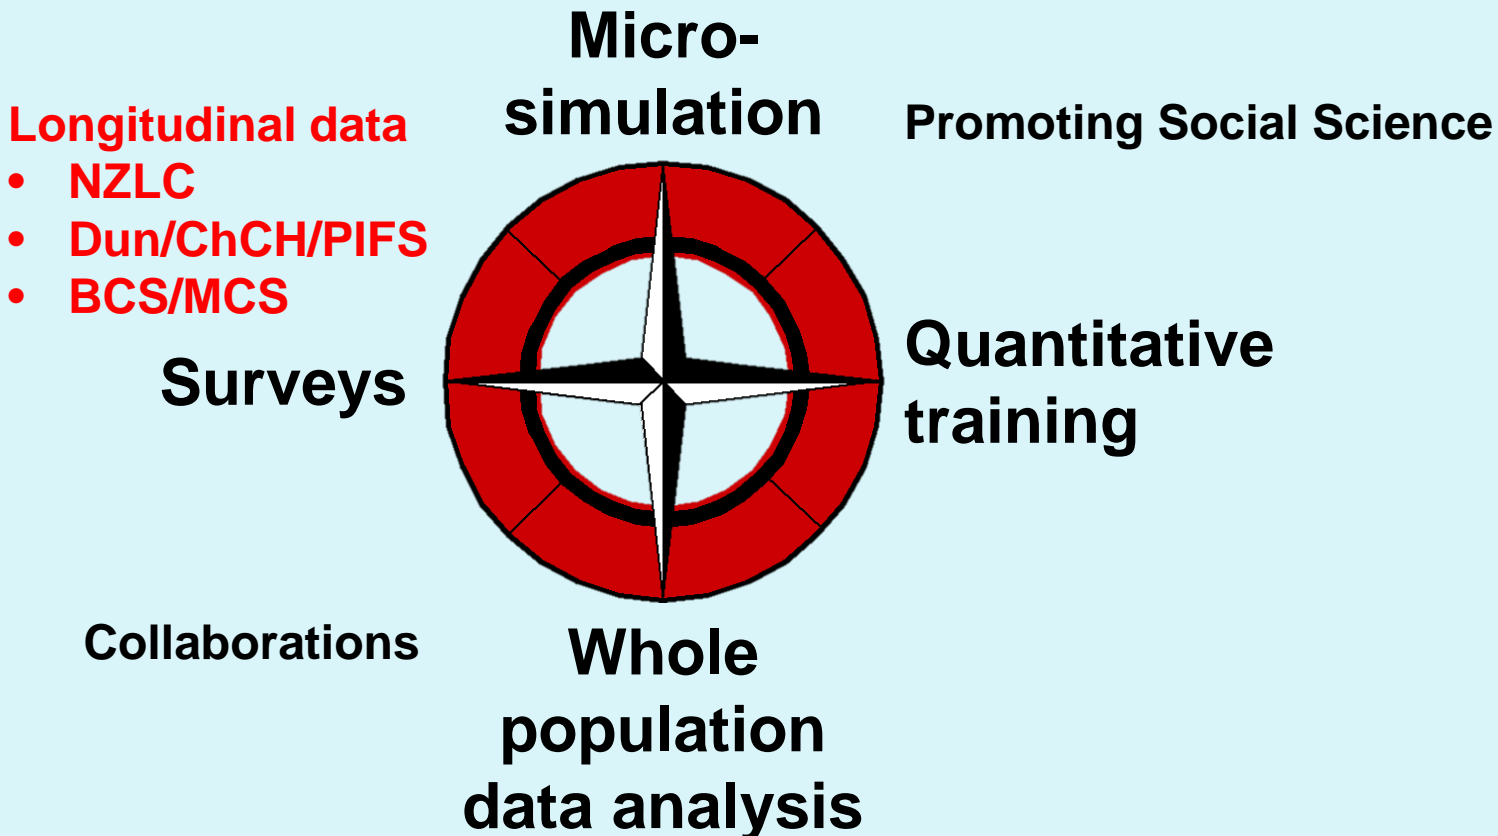 Micro-
simulation
Longitudinal data
• NZLC
• Dun/ChCH/PIFS
• BCS/MCS
Promoting Social Science
Surveys
Quantitative
training
Collaborations
Whole
population
data analysis